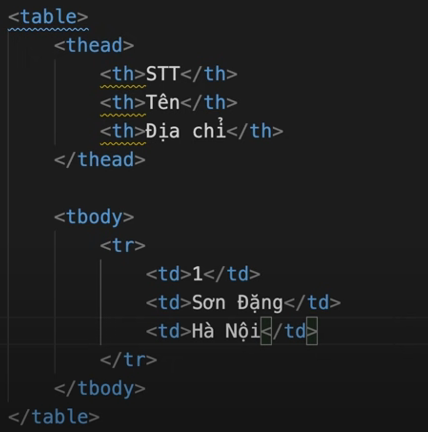 <table>
<thead>
<th>STT</th>
<th>Tên</th>
<th>Địa chỉ</th>
</thead>
<tbody>
<tr>
<td>1</td>
<td>Sơn Đặng</td>
<td>Hà Nội</td>
</tr>
</tbody>
</table>